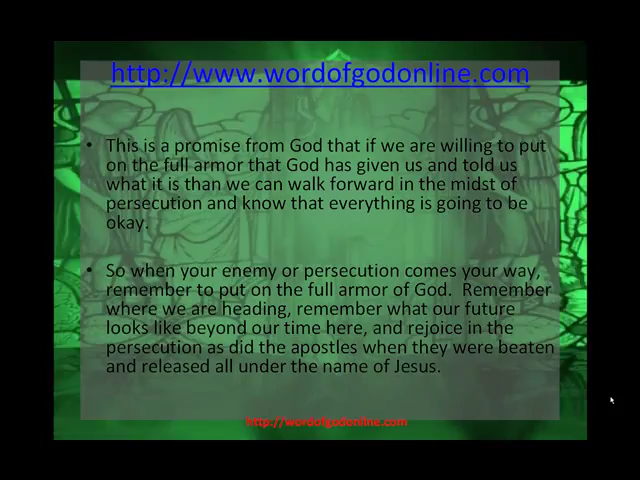 http://www.wordofgodonline.com
• This is a promise from God that if we are willing to put
on the full armor that God has given us and told us
what it is than we can walk forward in the midst of
persecution and know that everything is going to be
okay.
• So when your enemy or persecution comes your way,
remember to put on the full armor of God.  Remember
where we are heading, remember what our future
looks like beyond our time here, and rejoice in the
persecution as did the apostles when they were beaten
and released all under the name of Jesus.
http://wordofgodonline.com